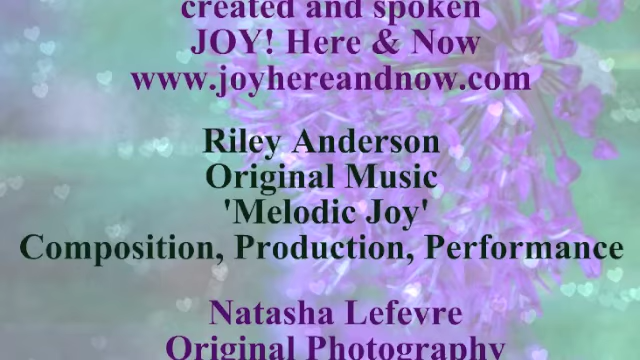 created and spoken
JOY! Here & Now
www.joyhereandnow.com
Riley Anderson
Original Music
'Melodic Joy'
Composition, Production, Performance
Natasha Lefevre
Original Photography